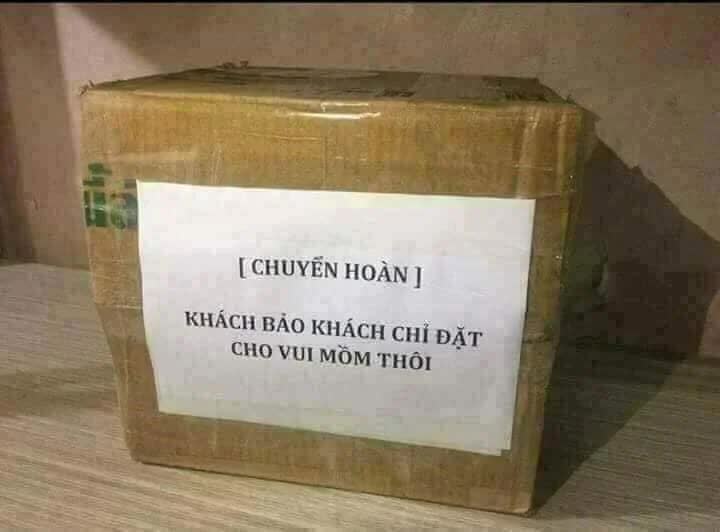 [ CHUYỂN HOÀN ]
KHÁCH BẢO KHÁCH CHỈ ĐẶT
CHO VUI MỒM THÔI